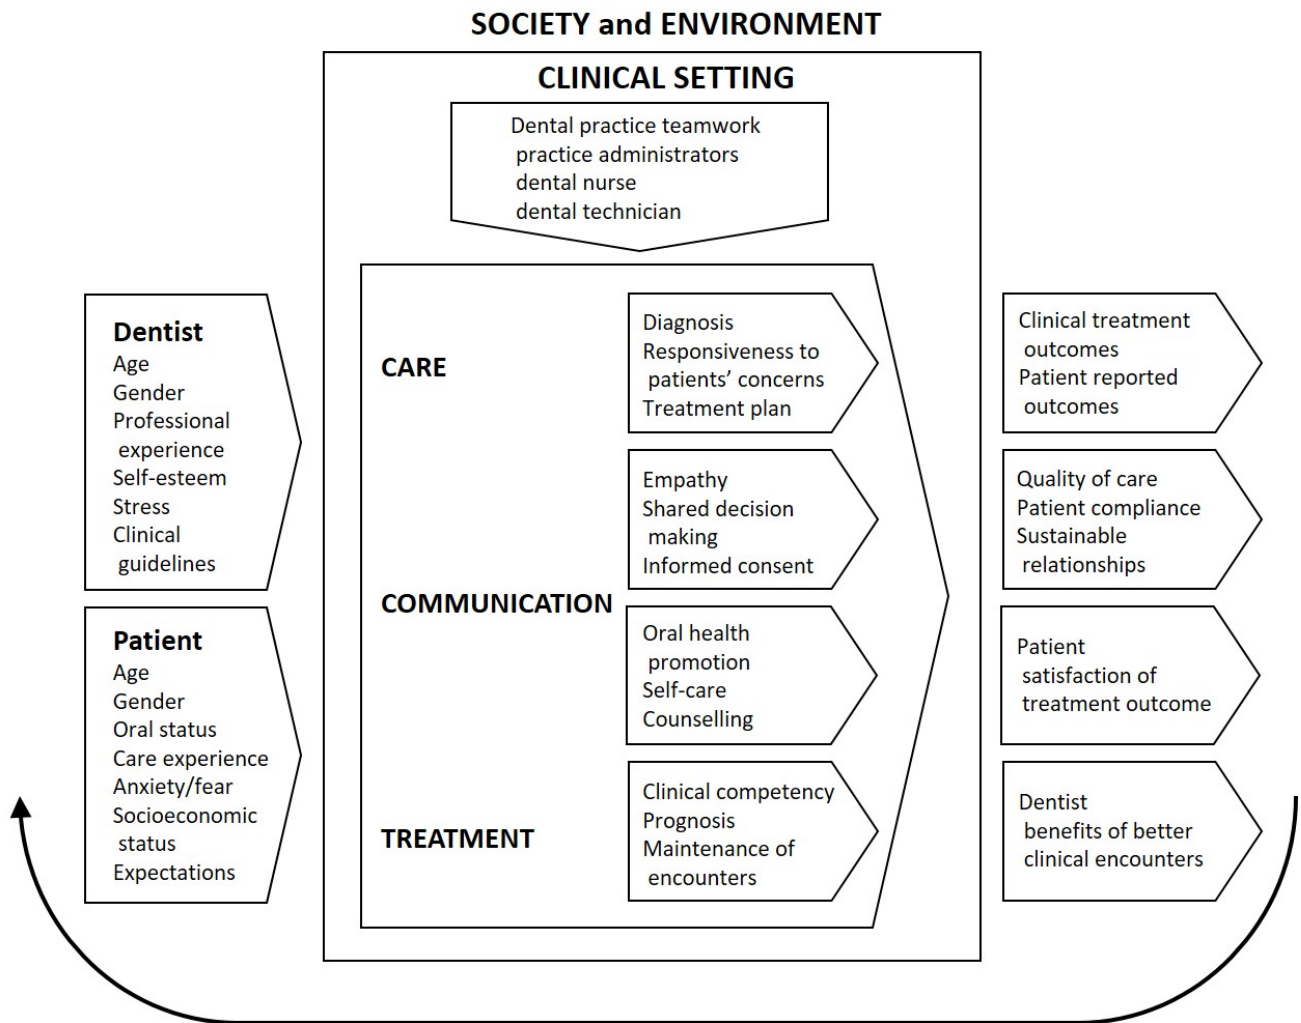 SOCIETY and ENVIRONMENT
CLINICAL SETTING
Dental practice teamwork
practice administrators
dental nurse
dental technician
Dentist
Age
Gender
Professional
experience
Self-esteem
Stress
Clinical
guidelines
Patient
Age
Gender
Oral status
Care experience
Anxiety/fear
Socioeconomic
status
Expectations
CARE
COMMUNICATION
TREATMENT
Diagnosis
Responsiveness to
patients’ concerns
Treatment plan
Empathy
Shared decision
making
Informed consent
Oral health
promotion
Self-care
Counselling
Clinical competency
Prognosis
Maintenance of
encounters
Clinical treatment
outcomes
Patient reported
outcomes
Quality of care
Patient compliance
Sustainable
relationships
Patient
satisfaction of
treatment outcome
Dentist
benefits of better
clinical encounters